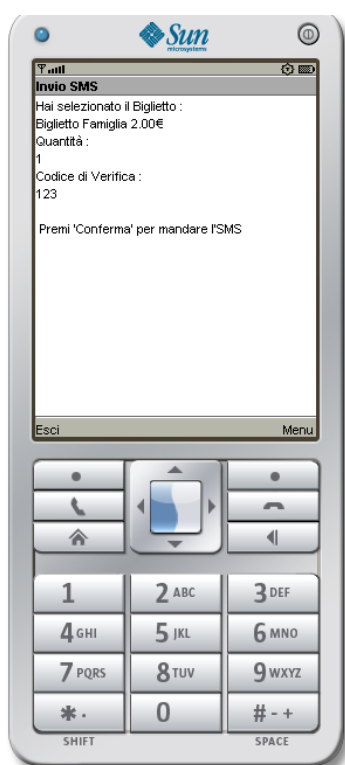 Sun
microsystems
Invio SMS
Hai selezionato il Biglietto :
Biglietto Famiglia 2.00€
Quantità :
1
Codice di Verifica :
123
Premi 'Conferma' per mandare l'SMS
Esci Menu
1 2 ABC 3 DEF
4 GHI 5 JKL 6 MNO
7 PQRS 8 TUV 9 WXYZ
* . 0 # - +
SHIFT SPACE